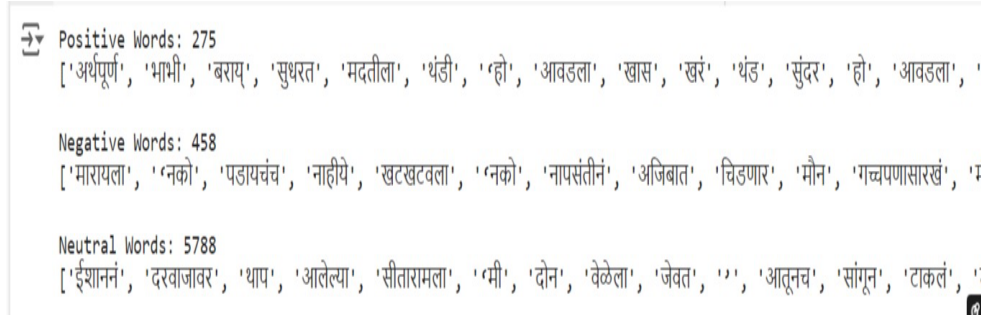 Positive Words: 275
['अर्थपूर्ण', 'भाभी', 'बराय्', 'सुधरत', 'मदतीला', 'थंडी', '‘हो', 'आवडला', 'खास', 'खरं', 'थंड', 'सुंदर', 'हो', 'आवडला', '
Negative Words: 458
['मारायला', '‘नको', 'पडायचंच', 'नाहीये', 'खटखटवला', '‘नको', 'नापसंतीनं', 'अजिबात', 'चिडणार', 'मौन', 'गच्चपणासारखं',
Neutral Words: 5788
['ईशाननं', 'दरवाजावर', 'थाप', 'आलेल्या', 'सीतारामला', '‘मी', 'दोन', 'वेळेला', 'जेवत', '’', 'आतूनच', 'सांगून', 'टाकलं',